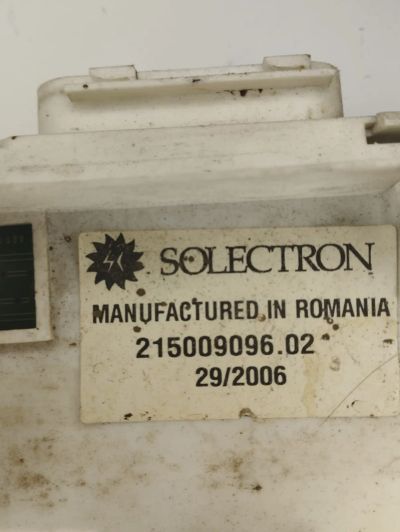 SOLECTRON
MANUFACTURED IN ROMANIA
215009096.02
29/2006